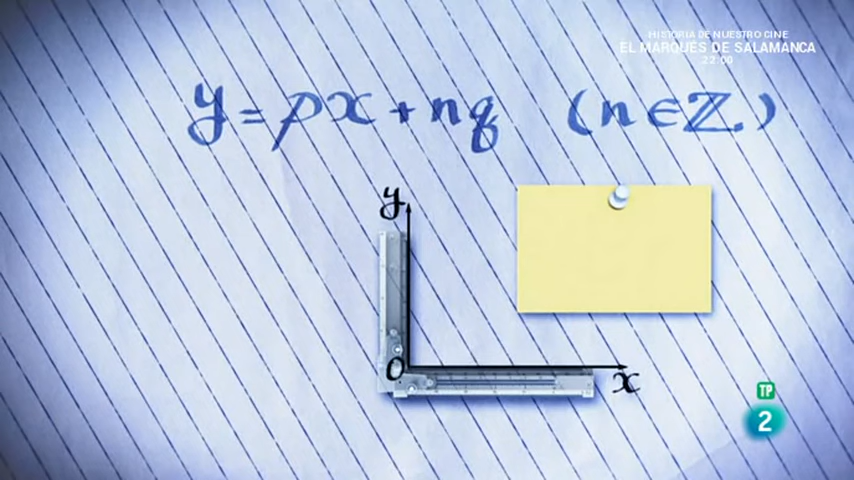 HISTORIA DE NUESTRO CINE
EL MARQUÉS DE SALAMANCA
22:00
y = px + nq (n ∈ ℤ)
y
O
x
TP
2